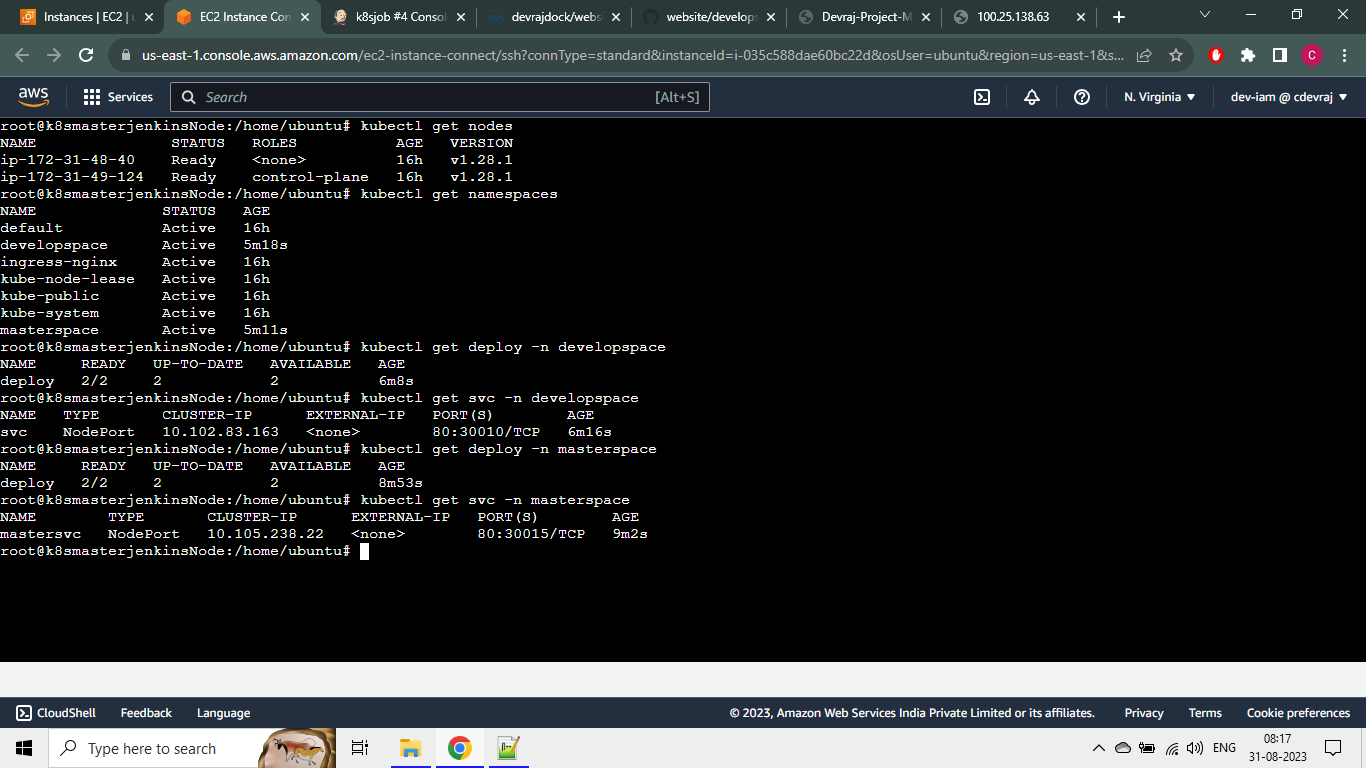 Instances | EC2 | u
EC2 Instance Con
k8sjob #4 Consol
devrajdock/webs
website/develops
Devraj-Project-M
100.25.138.63
us-east-1.console.aws.amazon.com/ec2-instance-connect/ssh?connType=standard&instanceId=i-035c588dae60bc22d&osUser=ubuntu&region=us-east-1&s...
C
aws Services Search [Alt+S] N. Virginia dev-iam @ cdevraj
root@k8smasterjenkinsNode:/home/ubuntu# kubectl get nodes
NAME STATUS ROLES AGE VERSION
ip-172-31-48-40 Ready <none> 16h v1.28.1
ip-172-31-49-124 Ready control-plane 16h v1.28.1
root@k8smasterjenkinsNode:/home/ubuntu# kubectl get namespaces
NAME STATUS AGE
default Active 16h
developspace Active 5m18s
ingress-nginx Active 16h
kube-node-lease Active 16h
kube-public Active 16h
kube-system Active 16h
masterspace Active 5m11s
root@k8smasterjenkinsNode:/home/ubuntu# kubectl get deploy -n developspace
NAME READY UP-TO-DATE AVAILABLE AGE
deploy 2/2 2 2 6m8s
root@k8smasterjenkinsNode:/home/ubuntu# kubectl get svc -n developspace
NAME TYPE CLUSTER-IP EXTERNAL-IP PORT(S) AGE
svc NodePort 10.102.83.163 <none> 80:30010/TCP 6m16s
root@k8smasterjenkinsNode:/home/ubuntu# kubectl get deploy -n masterspace
NAME READY UP-TO-DATE AVAILABLE AGE
deploy 2/2 2 2 8m53s
root@k8smasterjenkinsNode:/home/ubuntu# kubectl get svc -n masterspace
NAME TYPE CLUSTER-IP EXTERNAL-IP PORT(S) AGE
mastersvc NodePort 10.105.238.22 <none> 80:30015/TCP 9m2s
root@k8smasterjenkinsNode:/home/ubuntu#
CloudShell Feedback Language © 2023, Amazon Web Services India Private Limited or its affiliates. Privacy Terms Cookie preferences
Type here to search
ENG
08:17
31-08-2023